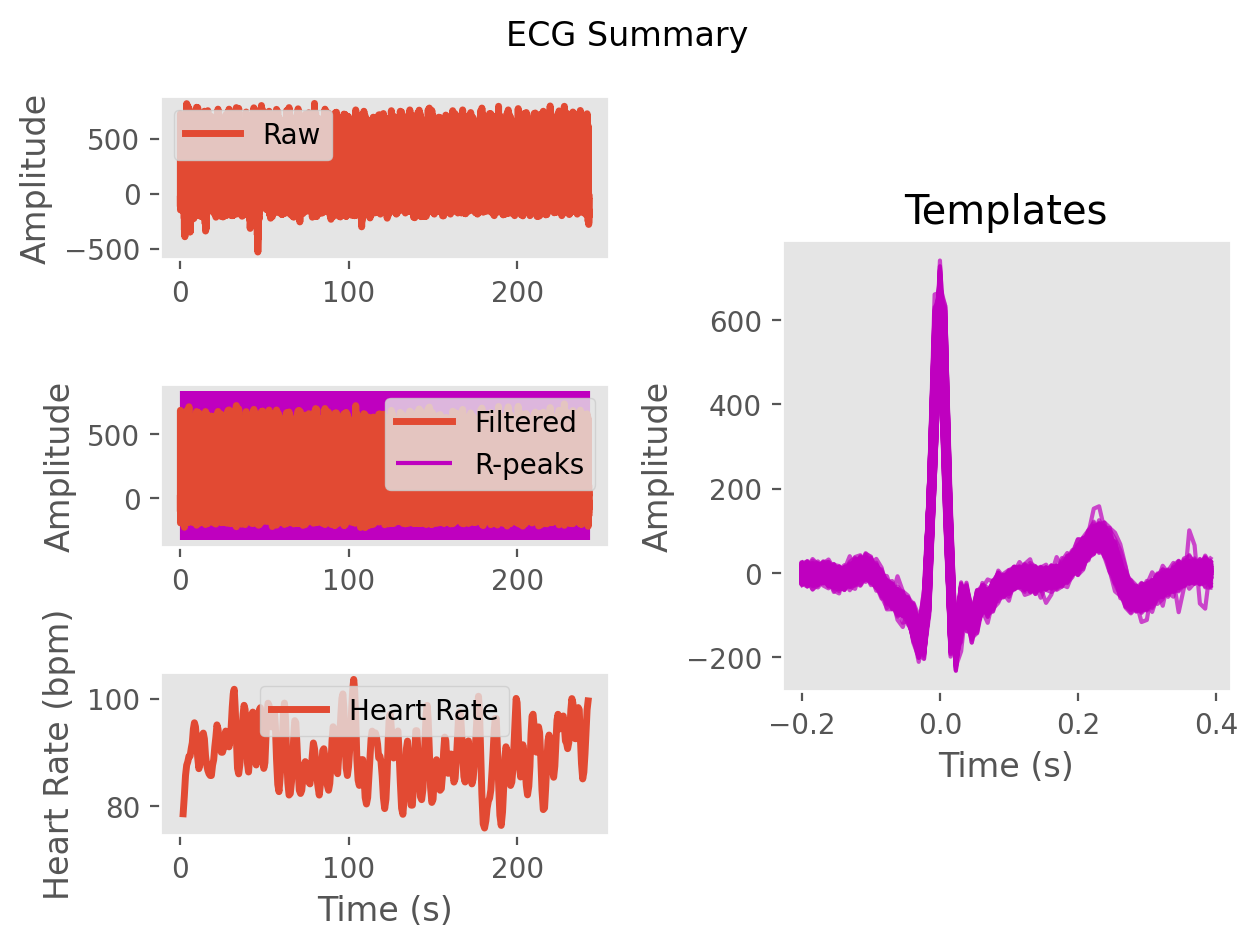 ECG Summary
Amplitude
500
0
−500
Raw
0 100 200
Amplitude
500
0
Filtered
R-peaks
0 100 200
Heart Rate (bpm)
100
80
Heart Rate
0 100 200
Time (s)
Templates
Amplitude
600
400
200
0
−200
−0.2 0.0 0.2 0.4
Time (s)